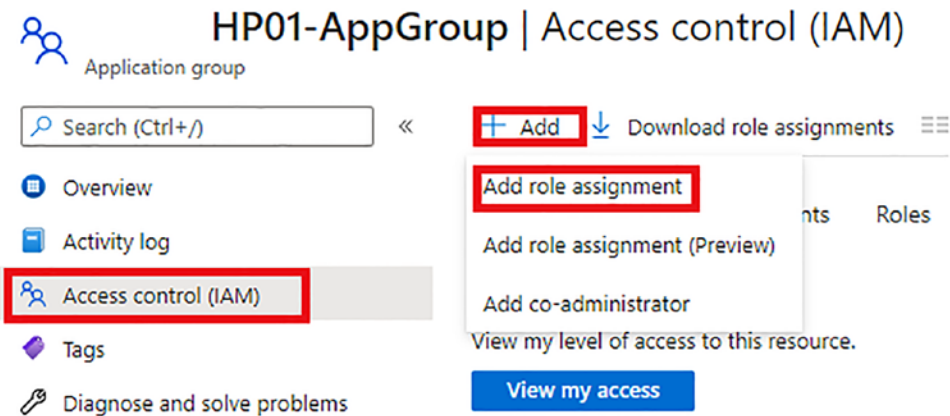 HP01-AppGroup | Access control (IAM)
Application group
Search (Ctrl+/)
«
Add
Download role assignments
Overview
Activity log
Access control (IAM)
Tags
Diagnose and solve problems
Add role assignment
Add role assignment (Preview)
Add co-administrator
nts
Roles
View my level of access to this resource.
View my access